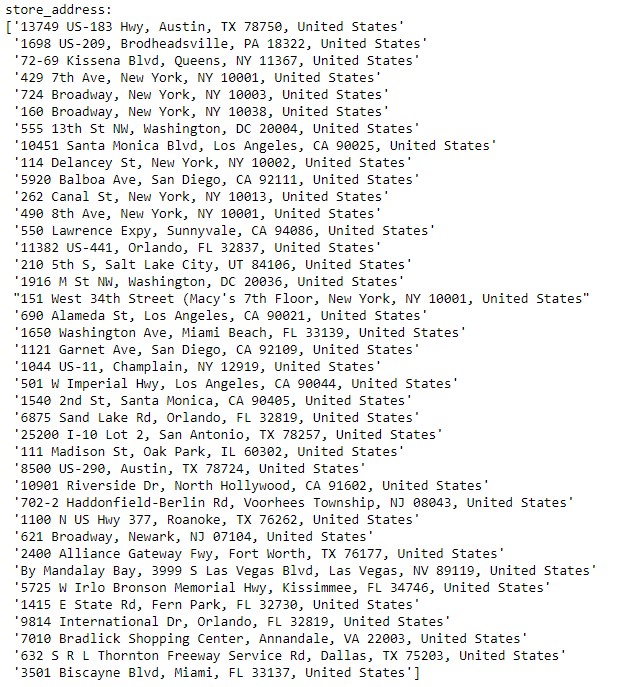 store_address:
['13749 US-183 Hwy, Austin, TX 78750, United States'
'1698 US-209, Brodheadsville, PA 18322, United States'
'72-69 Kissena Blvd, Queens, NY 11367, United States'
'429 7th Ave, New York, NY 10001, United States'
'724 Broadway, New York, NY 10003, United States'
'160 Broadway, New York, NY 10038, United States'
'555 13th St NW, Washington, DC 20004, United States'
'10451 Santa Monica Blvd, Los Angeles, CA 90025, United States'
'114 Delancey St, New York, NY 10002, United States'
'5920 Balboa Ave, San Diego, CA 92111, United States'
'262 Canal St, New York, NY 10013, United States'
'490 8th Ave, New York, NY 10001, United States'
'550 Lawrence Expy, Sunnyvale, CA 94086, United States'
'11382 US-441, Orlando, FL 32837, United States'
'210 5th S, Salt Lake City, UT 84106, United States'
'1916 M St NW, Washington, DC 20036, United States'
"151 West 34th Street (Macy's 7th Floor, New York, NY 10001, United States"
'690 Alameda St, Los Angeles, CA 90021, United States'
'1650 Washington Ave, Miami Beach, FL 33139, United States'
'1121 Garnet Ave, San Diego, CA 92109, United States'
'1044 US-11, Champlain, NY 12919, United States'
'501 W Imperial Hwy, Los Angeles, CA 90044, United States'
'1540 2nd St, Santa Monica, CA 90405, United States'
'6875 Sand Lake Rd, Orlando, FL 32819, United States'
'25200 I-10 Lot 2, San Antonio, TX 78257, United States'
'111 Madison St, Oak Park, IL 60302, United States'
'8500 US-290, Austin, TX 78724, United States'
'10901 Riverside Dr, North Hollywood, CA 91602, United States'
'702-2 Haddonfield-Berlin Rd, Voorhees Township, NJ 08043, United States'
'1100 N US Hwy 377, Roanoke, TX 76262, United States'
'621 Broadway, Newark, NJ 07104, United States'
'2400 Alliance Gateway Fwy, Fort Worth, TX 76177, United States'
'By Mandalay Bay, 3999 S Las Vegas Blvd, Las Vegas, NV 89119, United States'
'5725 W Irlo Bronson Memorial Hwy, Kissimmee, FL 34746, United States'
'1415 E State Rd, Fern Park, FL 32730, United States'
'9814 International Dr, Orlando, FL 32819, United States'
'7010 Bradlick Shopping Center, Annandale, VA 22003, United States'
'632 S R L Thornton Freeway Service Rd, Dallas, TX 75203, United States'
'3501 Biscayne Blvd, Miami, FL 33137, United States']